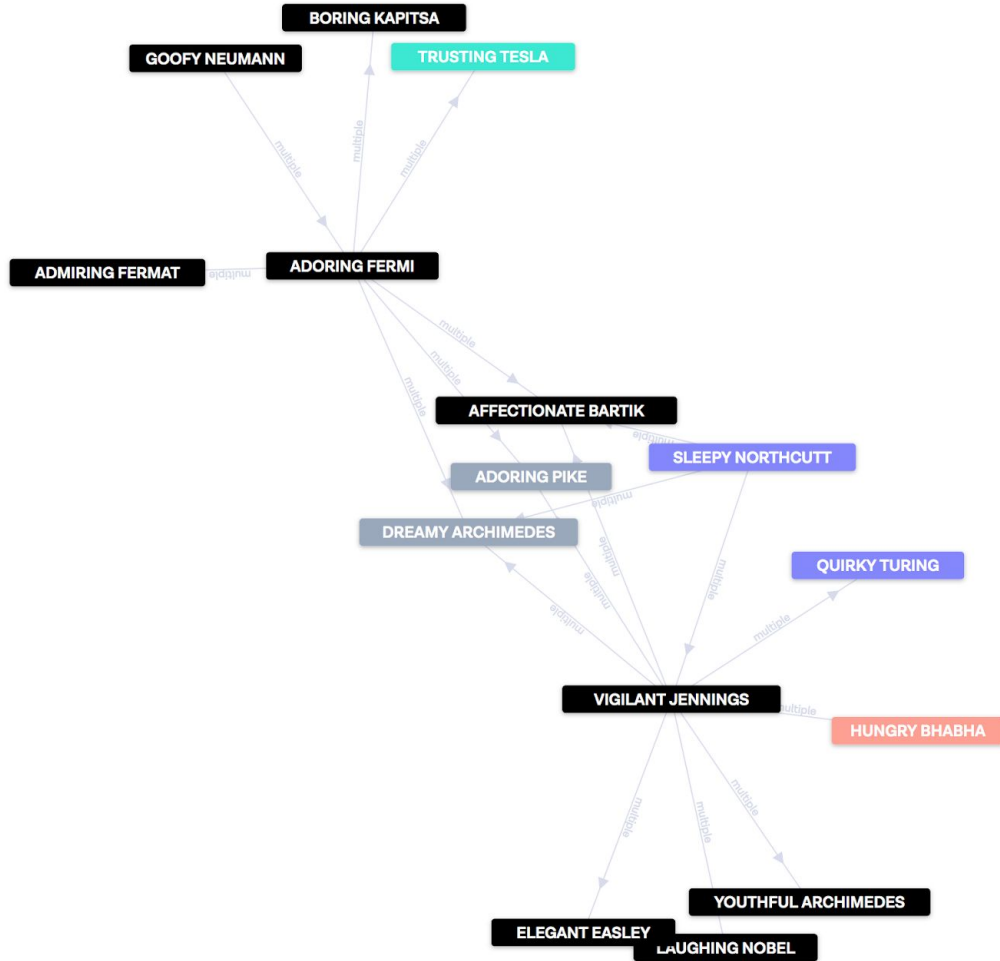 BORING KAPITSA
GOOFY NEUMANN
TRUSTING TESLA
multiple
multiple
multiple
ADMIRING FERMAT
multiple
ADORING FERMI
multiple
multiple
multiple
AFFECTIONATE BARTIK
multiple
SLEEPY NORTHCUTT
ADORING PIKE
multiple
DREAMY ARCHIMEDES
multiple
multiple
multiple
QUIRKY TURING
multiple
multiple
VIGILANT JENNINGS
multiple
HUNGRY BHABHA
multiple
multiple
multiple
YOUTHFUL ARCHIMEDES
ELEGANT EASLEY
LAUGHING NOBEL